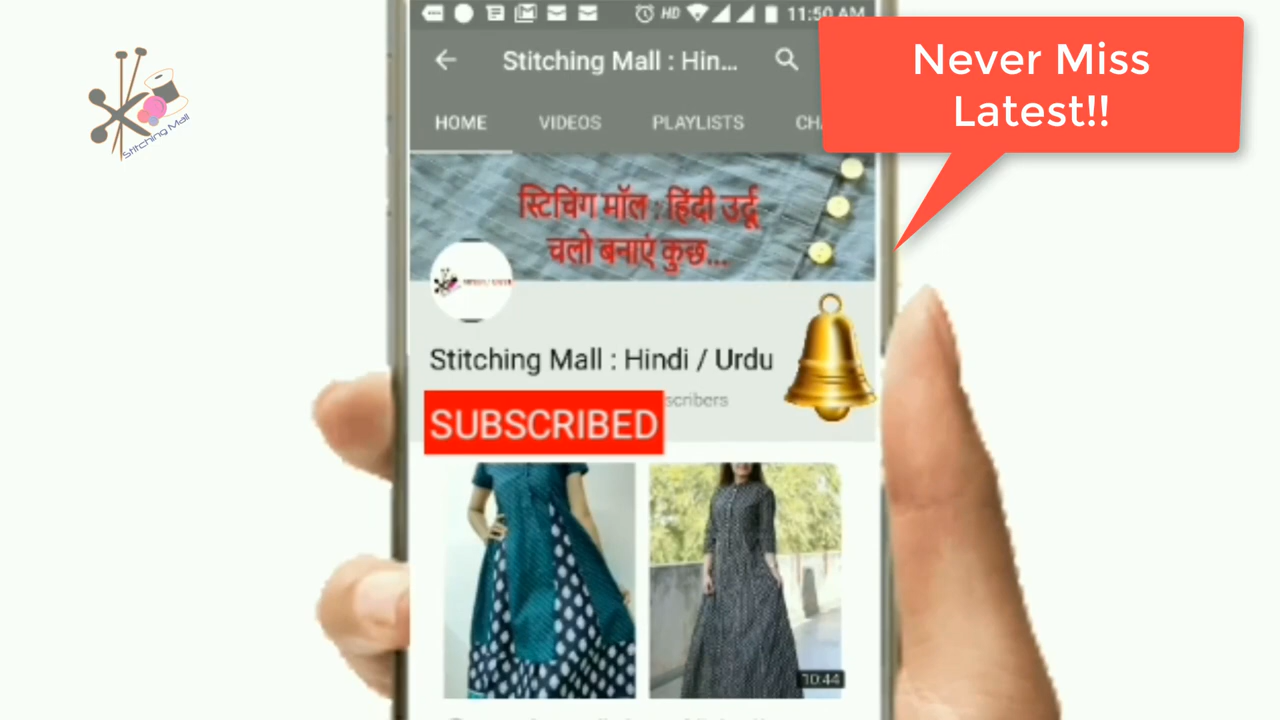 HD 11:50 AM
Stitching Mall : Hin...
Never Miss
Latest!!
HOME VIDEOS PLAYLISTS CH
Stitching Mall
स्टिचिंग मॉल : हिंदी उर्दू
चलो बनाएं कुछ...
Stitching Mall : Hindi / Urdu
scribers
SUBSCRIBED
10:44